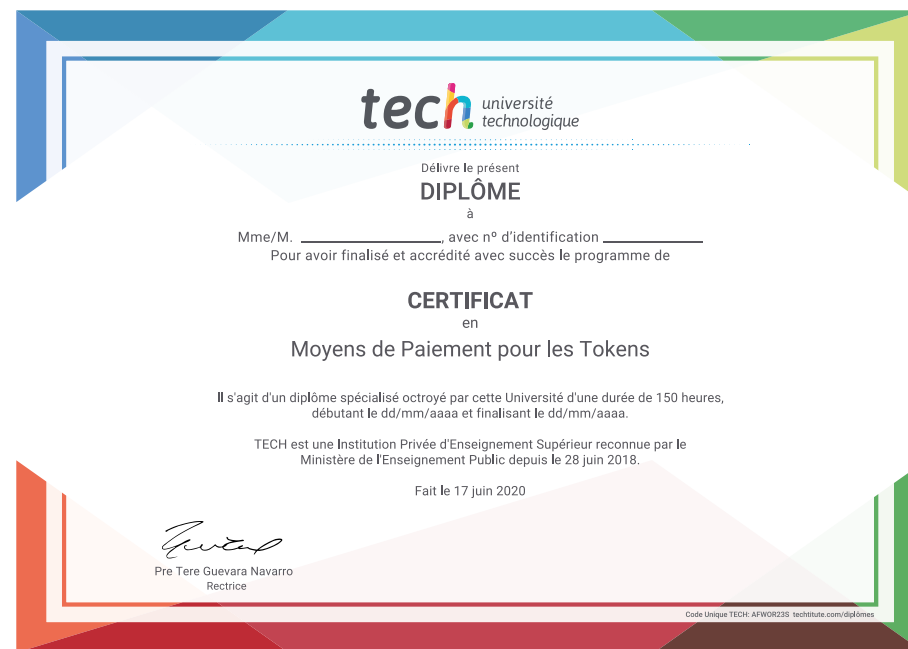 tech université
technologique
Délivre le présent
DIPLÔME
à
Mme/M. ____________________, avec nº d'identification ______________
Pour avoir finalisé et accrédité avec succès le programme de
CERTIFICAT
en
Moyens de Paiement pour les Tokens
Il s'agit d'un diplôme spécialisé octroyé par cette Université d'une durée de 150 heures,
débutant le dd/mm/aaaa et finalisant le dd/mm/aaaa.
TECH est une Institution Privée d'Enseignement Supérieur reconnue par le
Ministère de l'Enseignement Public depuis le 28 juin 2018.
Fait le 17 juin 2020
Pre Tere Guevara Navarro
Rectrice
Code Unique TECH: AFWOR23S techtitute.com/diplômes